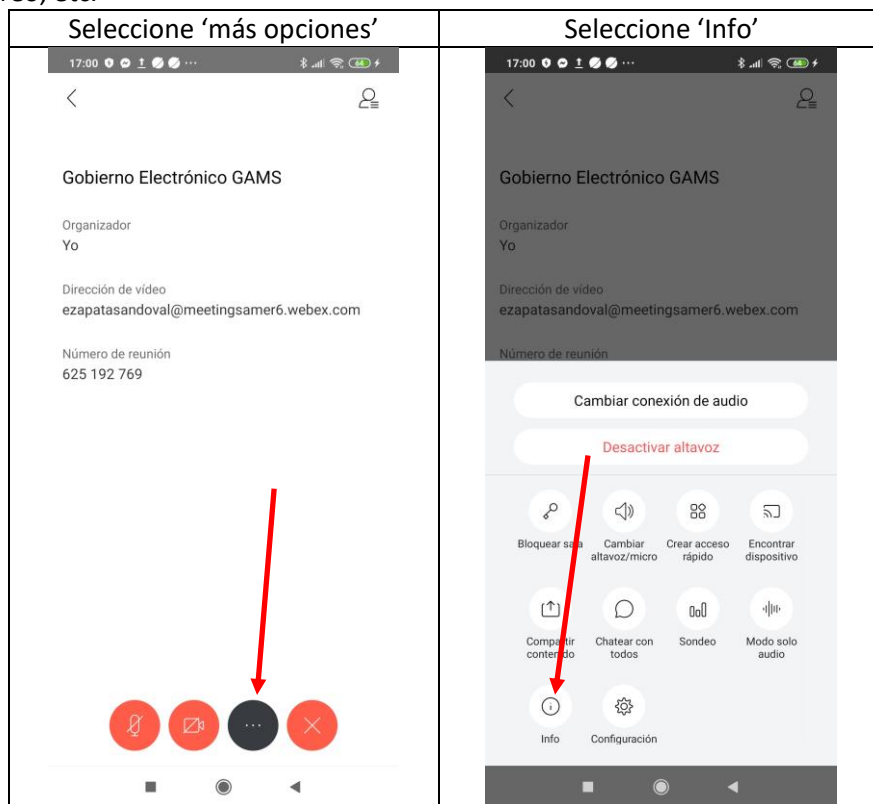 Seleccione ‘más opciones’
Seleccione ‘Info’
17:00
64
Gobierno Electrónico GAMS
Organizador
Yo
Dirección de vídeo
ezapatasandoval@meetingsamer6.webex.com
Número de reunión
625 192 769
17:00
64
Gobierno Electrónico GAMS
Organizador
Yo
Dirección de vídeo
ezapatasandoval@meetingsamer6.webex.com
Número de reunión
Cambiar conexión de audio
Desactivar altavoz
Bloquear sala
Cambiar
altavoz/micro
Crear acceso
rápido
Encontrar
dispositivo
Compartir
contenido
Chatear con
todos
Sondeo
Modo solo
audio
Info
Configuración